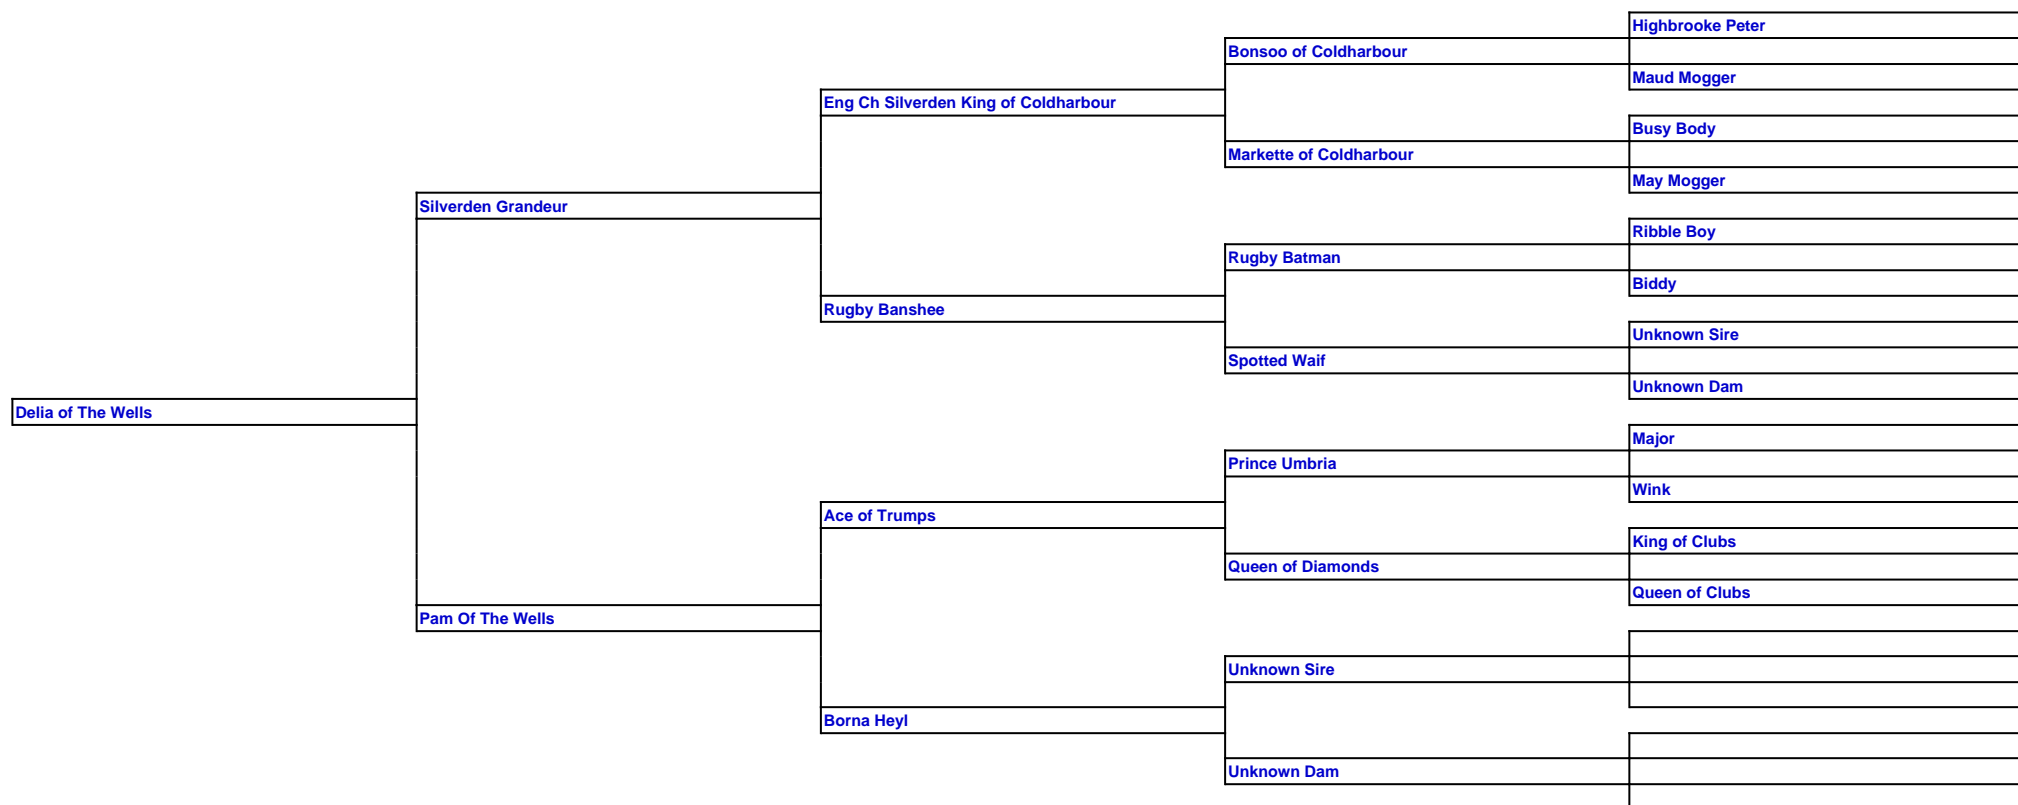 Highbrooke Peter
Bonsoo of Coldharbour
Maud Mogger
Eng Ch Silverden King of Coldharbour
Busy Body
Markette of Coldharbour
May Mogger
Silverden Grandeur
Ribble Boy
Rugby Batman
Biddy
Rugby Banshee
Unknown Sire
Spotted Waif
Unknown Dam
Delia of The Wells
Major
Prince Umbria
Wink
Ace of Trumps
King of Clubs
Queen of Diamonds
Queen of Clubs
Pam Of The Wells
Unknown Sire
Borna Heyl
Unknown Dam